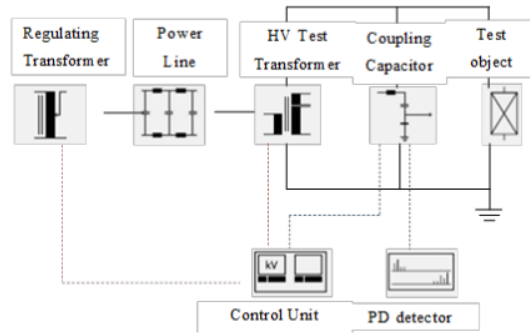 Regulating
Transformer
Power
Line
HV Test
Transformer
Coupling
Capacitor
Test
object
kV
Control Unit
PD detector